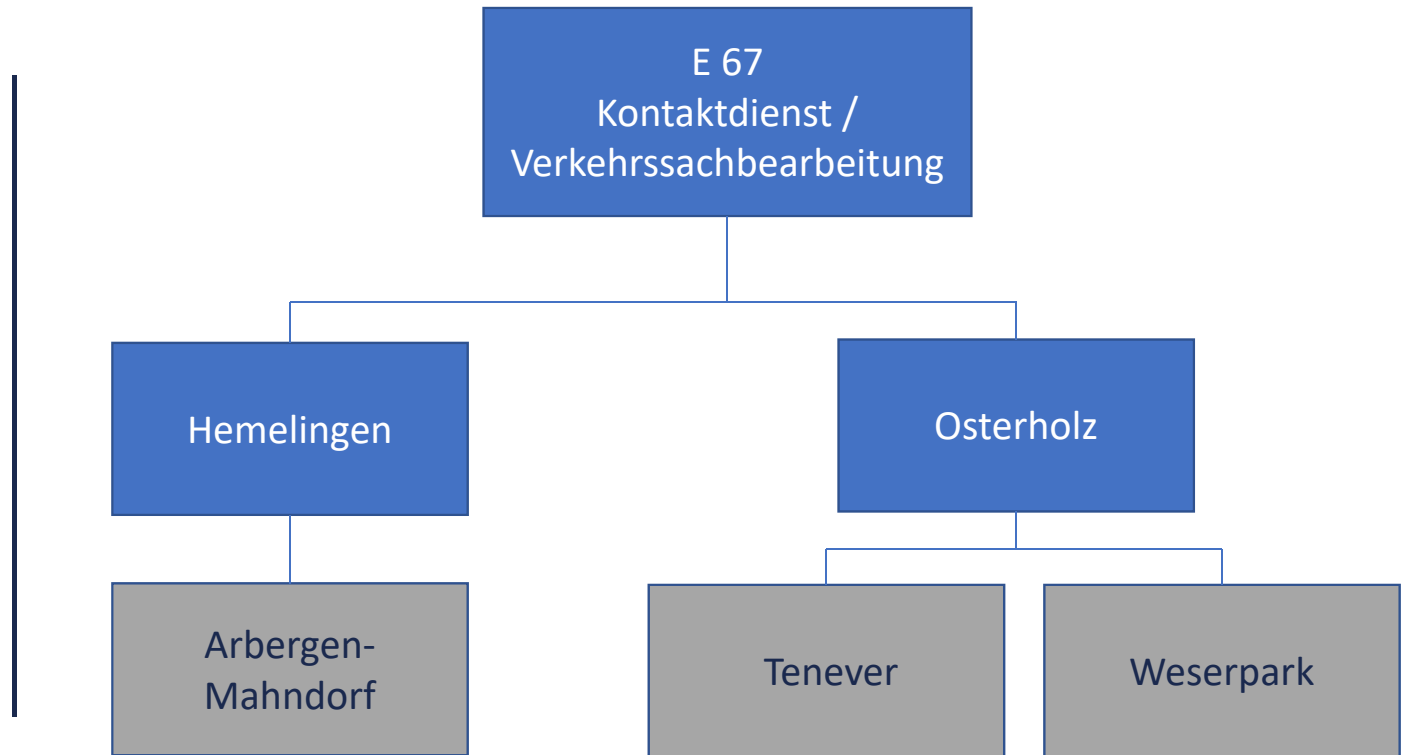 E 67
Kontaktdienst /
Verkehrssachbearbeitung
Hemelingen
Osterholz
Arbergen-
Mahndorf
Tenever
Weserpark